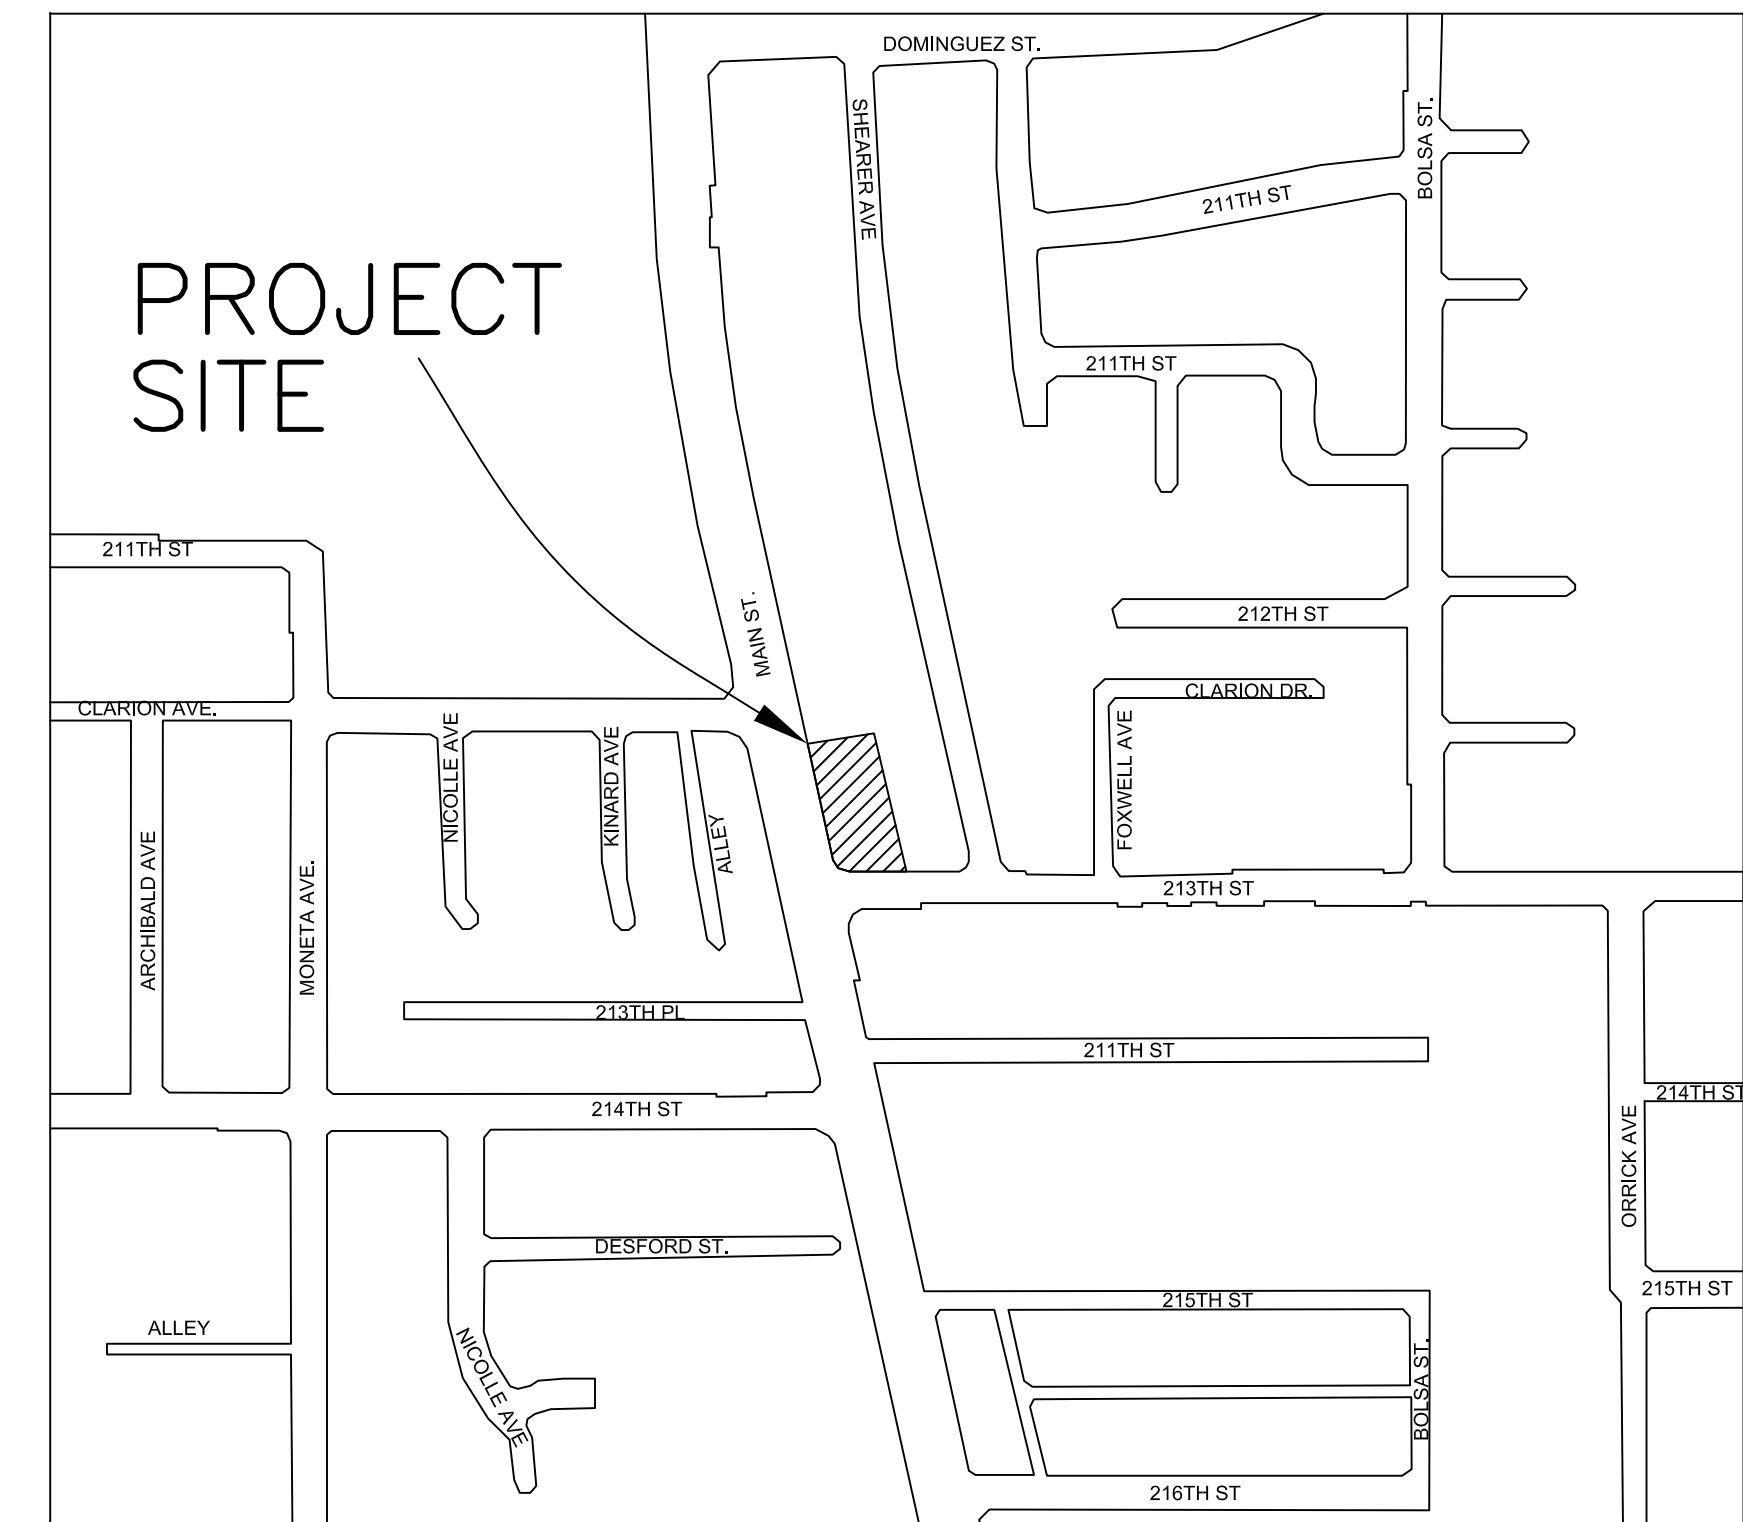 DOMINGUEZ ST.
SHEARER AVE
BOLSA ST.
211TH ST
PROJECT
SITE
211TH ST
211TH ST
MAIN ST.
212TH ST
CLARION DR.
CLARION AVE.
NICOLLE AVE
KINARD AVE
ALLEY
FOXWELL AVE
ARCHIBALD AVE
MONETA AVE.
213TH ST
213TH PL
211TH ST
214TH ST
214TH ST
ORRICK AVE
DESFORD ST.
215TH ST
215TH ST
ALLEY
NICOLLE AVE
BOLSA ST.
216TH ST